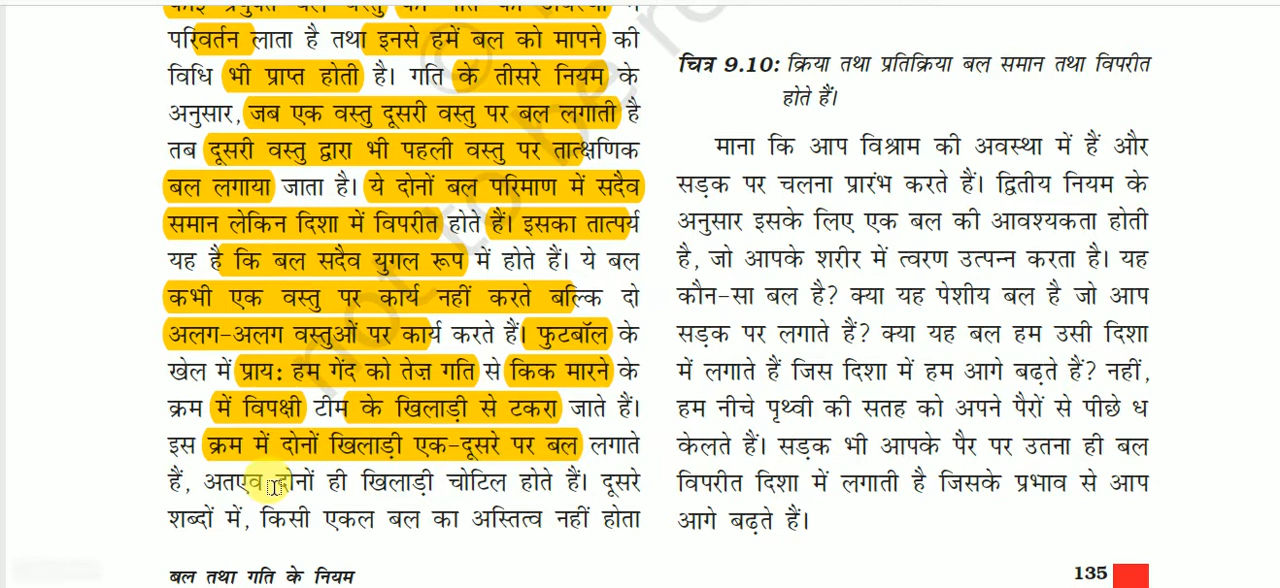 परिवर्तन लाता है तथा इनसे हमें बल को मापने की
विधि भी प्राप्त होती है। गति के तीसरे नियम के
अनुसार, जब एक वस्तु दूसरी वस्तु पर बल लगाती है
तब दूसरी वस्तु द्वारा भी पहली वस्तु पर तात्क्षणिक
बल लगाया जाता है। ये दोनों बल परिमाण में सदैव
समान लेकिन दिशा में विपरीत होते हैं। इसका तात्पर्य
यह है कि बल सदैव युगल रूप में होते हैं। ये बल
कभी एक वस्तु पर कार्य नहीं करते बल्कि दो
अलग-अलग वस्तुओं पर कार्य करते हैं। फुटबॉल के
खेल में प्राय: हम गेंद को तेज़ गति से किक मारने के
क्रम में विपक्षी टीम के खिलाड़ी से टकरा जाते हैं।
इस क्रम में दोनों खिलाड़ी एक-दूसरे पर बल लगाते
हैं, अतएव दोनों ही खिलाड़ी चोटिल होते हैं। दूसरे
शब्दों में, किसी एकल बल का अस्तित्व नहीं होता
चित्र 9.10: क्रिया तथा प्रतिक्रिया बल समान तथा विपरीत
होते हैं।
माना कि आप विश्राम की अवस्था में हैं और
सड़क पर चलना प्रारंभ करते हैं। द्वितीय नियम के
अनुसार इसके लिए एक बल की आवश्यकता होती
है, जो आपके शरीर में त्वरण उत्पन्न करता है। यह
कौन-सा बल है? क्या यह पेशीय बल है जो आप
सड़क पर लगाते हैं? क्या यह बल हम उसी दिशा
में लगाते हैं जिस दिशा में हम आगे बढ़ते हैं? नहीं,
हम नीचे पृथ्वी की सतह को अपने पैरों से पीछे ध
केलते हैं। सड़क भी आपके पैर पर उतना ही बल
विपरीत दिशा में लगाती है जिसके प्रभाव से आप
आगे बढ़ते हैं।
बल तथा गति के नियम
135